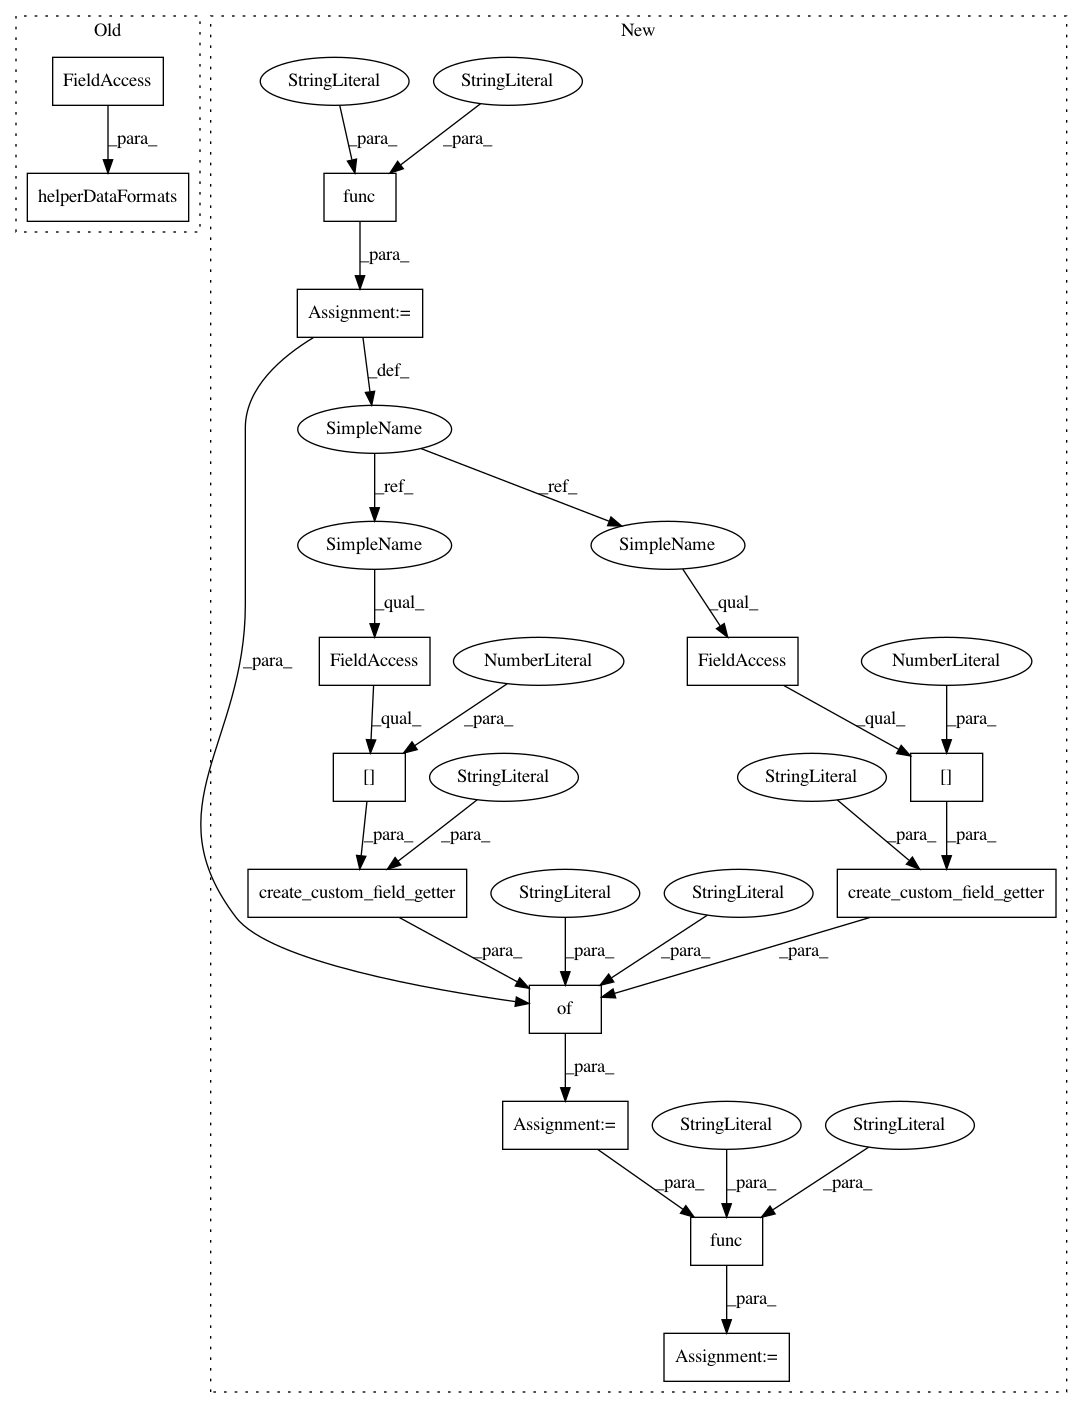 Old
New
FieldAccess
StringLiteral
StringLiteral
_para_
_para_
_para_
helperDataFormats
func
_para_
Assignment:=
_def_
SimpleName
_ref_
_ref_
SimpleName
SimpleName
_qual_
_qual_
_para_
FieldAccess
NumberLiteral
FieldAccess
NumberLiteral
_qual_
_para_
_qual_
_para_
[]
StringLiteral
StringLiteral
[]
_para_
_para_
_para_
_para_
create_custom_field_getter
StringLiteral
StringLiteral
create_custom_field_getter
_para_
_para_
_para_
_para_
of
_para_
Assignment:=
StringLiteral
StringLiteral
_para_
_para_
_para_
func
_para_
Assignment:=